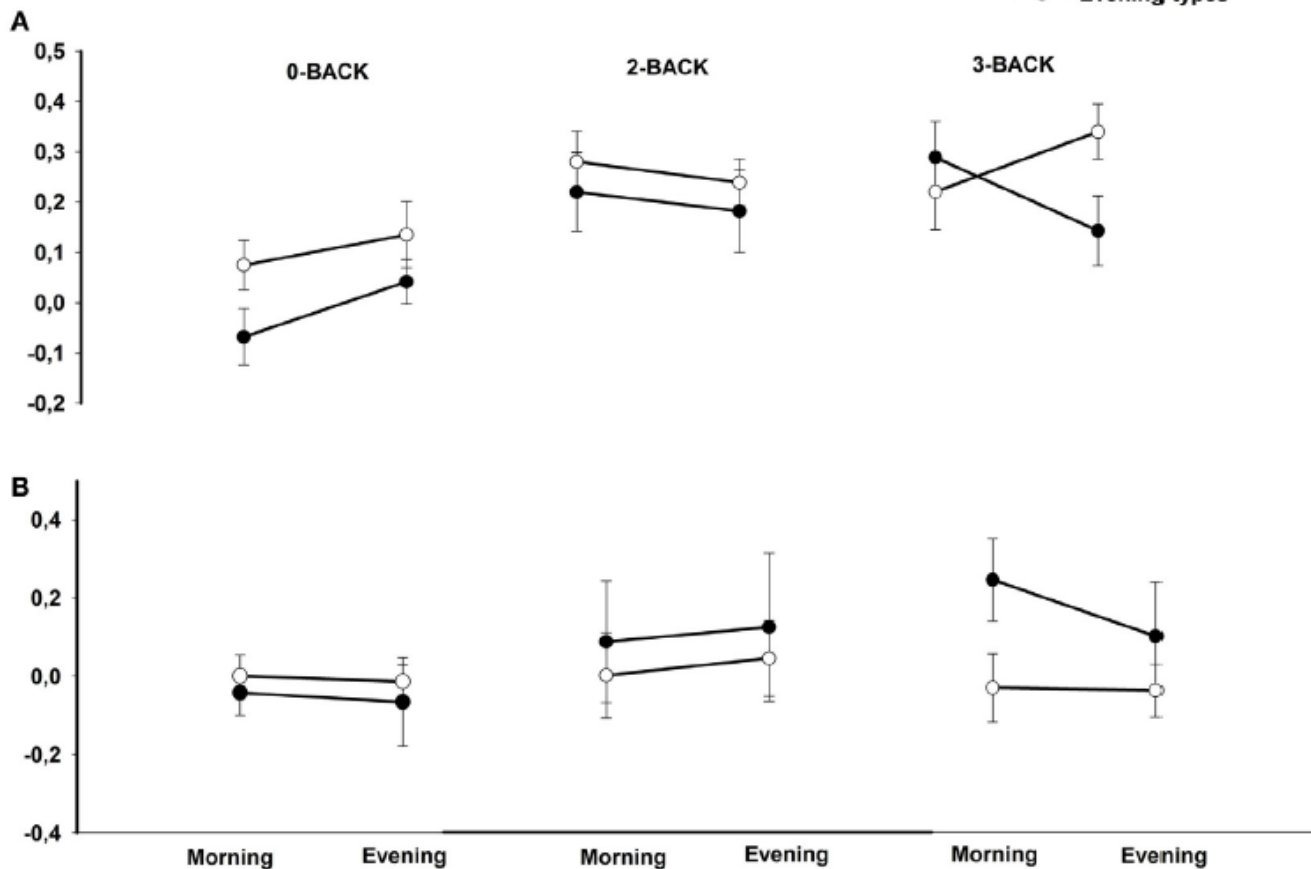 Evening types
A
0,5
0-BACK 2-BACK 3-BACK
0,4
0,3
0,2
0,1
0,0
-0,1
-0,2
B
0,4
0,2
0,0
-0,2
-0,4
Morning Evening Morning Evening Morning Evening